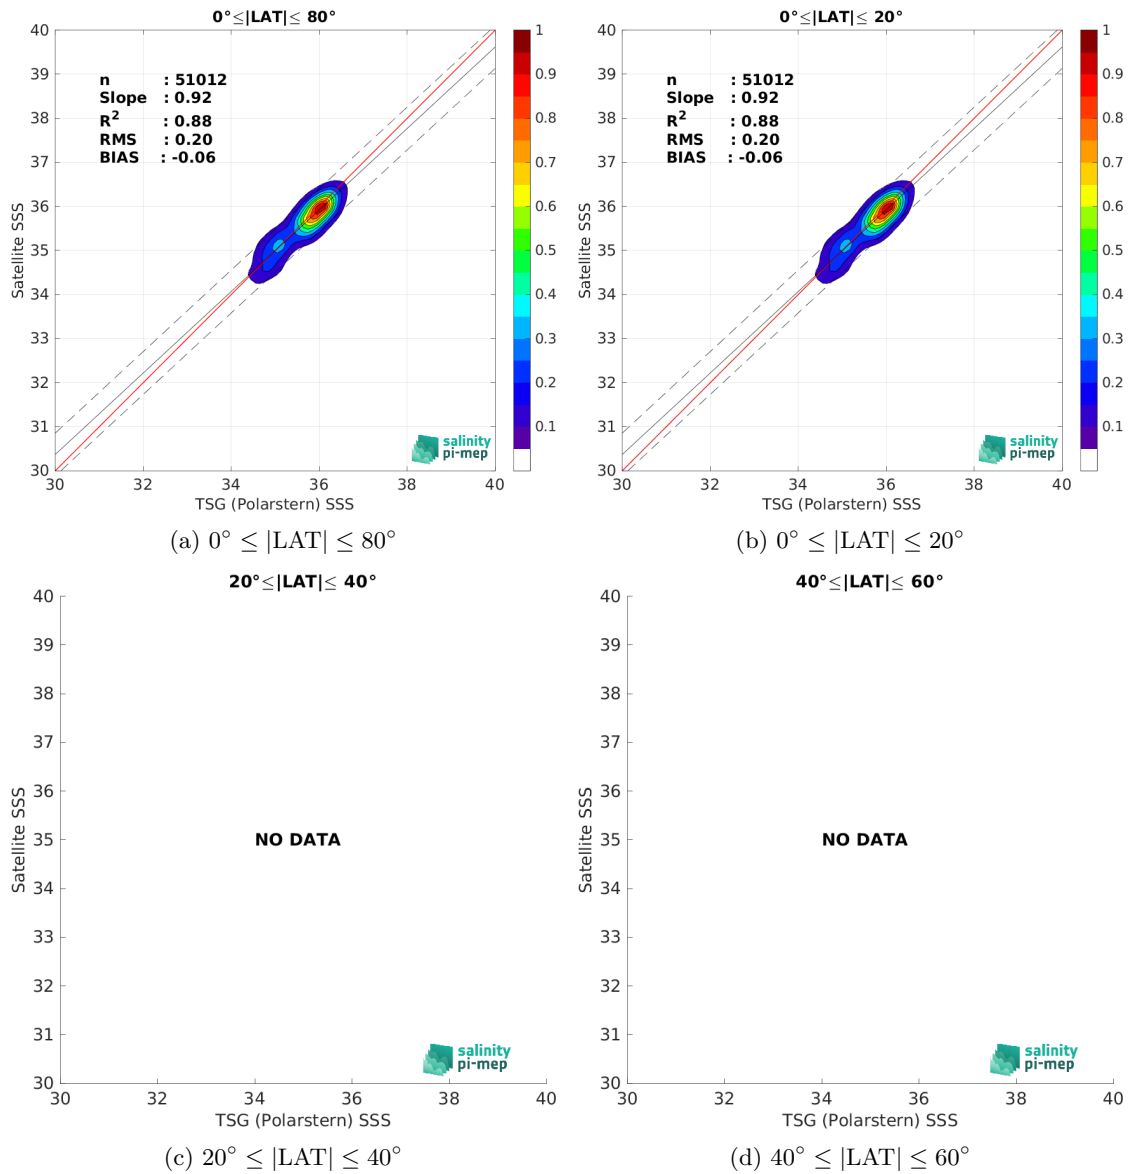 0°≤|LAT|≤ 80°
40
39
38
37
36
35
34
33
32
31
30
Satellite SSS
n : 51012
Slope : 0.92
R² : 0.88
RMS : 0.20
BIAS : -0.06
1
0.9
0.8
0.7
0.6
0.5
0.4
0.3
0.2
0.1
salinity
pi-mep
30 32 34 36 38 40
TSG (Polarstern) SSS
(a) 0° ≤ |LAT| ≤ 80°
0°≤|LAT|≤ 20°
40
39
38
37
36
35
34
33
32
31
30
Satellite SSS
n : 51012
Slope : 0.92
R² : 0.88
RMS : 0.20
BIAS : -0.06
1
0.9
0.8
0.7
0.6
0.5
0.4
0.3
0.2
0.1
salinity
pi-mep
30 32 34 36 38 40
TSG (Polarstern) SSS
(b) 0° ≤ |LAT| ≤ 20°
20°≤|LAT|≤ 40°
40
39
38
37
36
35
34
33
32
31
30
Satellite SSS
NO DATA
salinity
pi-mep
30 32 34 36 38 40
TSG (Polarstern) SSS
(c) 20° ≤ |LAT| ≤ 40°
40°≤|LAT|≤ 60°
40
39
38
37
36
35
34
33
32
31
30
Satellite SSS
NO DATA
salinity
pi-mep
30 32 34 36 38 40
TSG (Polarstern) SSS
(d) 40° ≤ |LAT| ≤ 60°